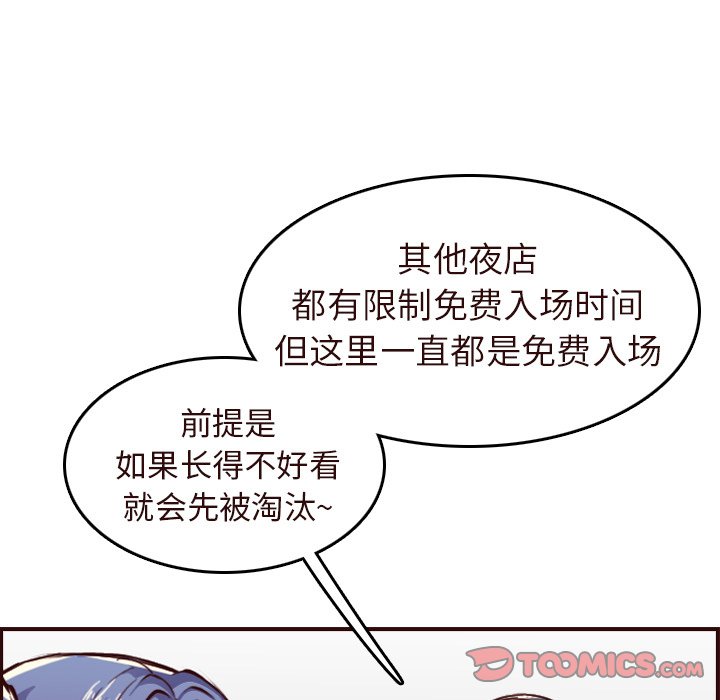 其他夜店
都有限制免费入场时间
但这里一直都是免费入场
前提是
如果长得不好看
就会先被淘汰~
TOOMICS.COM